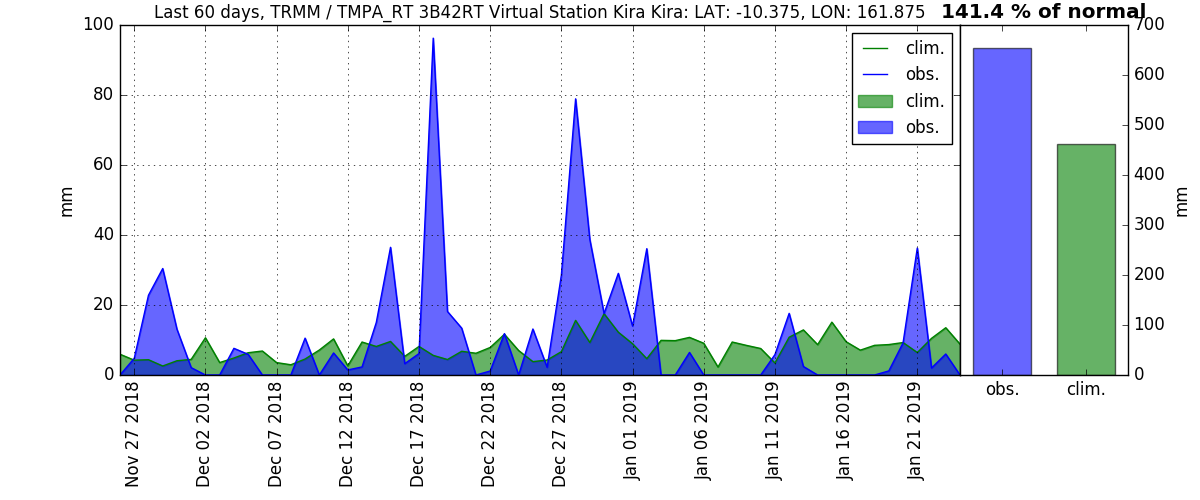 Last 60 days, TRMM / TMPA_RT 3B42RT Virtual Station Kira Kira: LAT: -10.375, LON: 161.875 141.4 % of normal
100
80
60
40
20
0
mm
clim.
obs.
clim.
obs.
700
600
500
400
300
200
100
0
mm
obs.
clim.
Nov 27 2018
Dec 02 2018
Dec 07 2018
Dec 12 2018
Dec 17 2018
Dec 22 2018
Dec 27 2018
Jan 01 2019
Jan 06 2019
Jan 11 2019
Jan 16 2019
Jan 21 2019